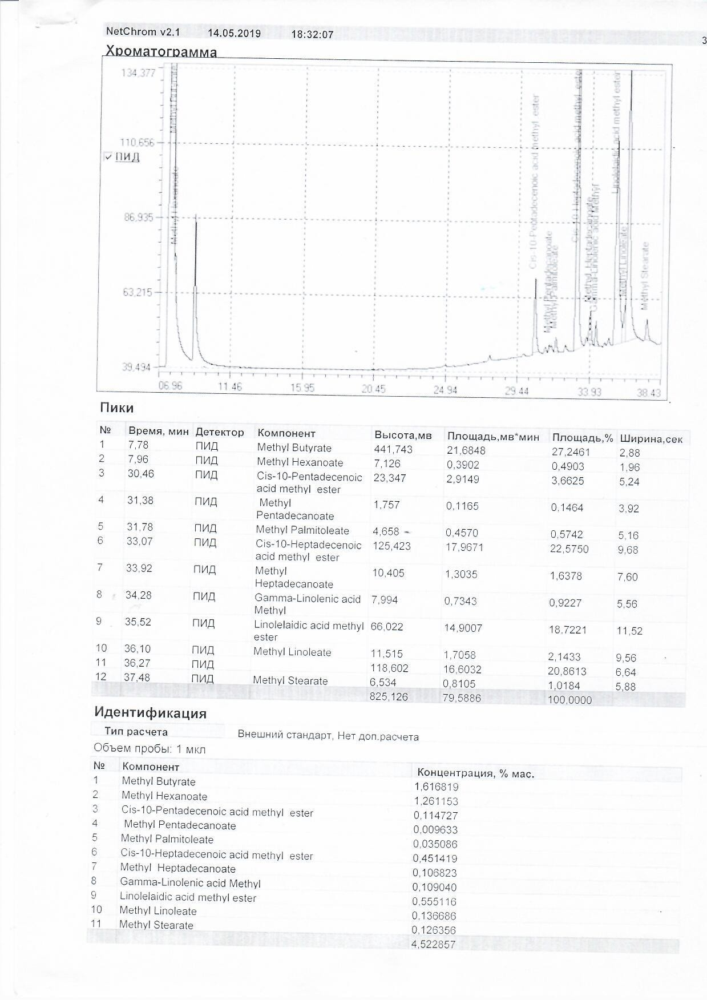 NetChrom v2.1 14.05.2019 18:32:07
3
Хроматограмма
134,377
110,656
✓ ПИД
86,935
63,215
39,494
Methyl Butyrate
Methyl Hexanoate
Cis-10-Pentadecenoic acid methyl ester
Methyl Pentadecanoate
Methyl Palmitoleate
Cis-10-Heptadecenoic acid methyl ester
Methyl Heptadecanoate
Gamma-Linolenic acid Methyl
Linolelaidic acid methyl ester
Methyl Linoleate
Methyl Stearate
06.96 11.46 15.95 20.45 24.94 29.44 33.93 38.43
Пики
№ Время, мин Детектор Компонент Высота,мв Площадь,мв*мин Площадь,% Ширина,сек
1 7,78 ПИД Methyl Butyrate 441,743 21,6848 27,2461 2,88
2 7,96 ПИД Methyl Hexanoate 7,126 0,3902 0,4903 1,96
3 30,46 ПИД Cis-10-Pentadecenoic 23,347 2,9149 3,6625 5,24
acid methyl ester
4 31,38 ПИД Methyl 1,757 0,1165 0,1464 3,92
Pentadecanoate
5 31,78 ПИД Methyl Palmitoleate 4,658 0,4570 0,5742 5,16
6 33,07 ПИД Cis-10-Heptadecenoic 125,423 17,9671 22,5750 9,68
acid methyl ester
7 33,92 ПИД Methyl 10,405 1,3035 1,6378 7,60
Heptadecanoate
8 34,28 ПИД Gamma-Linolenic acid 7,994 0,7343 0,9227 5,56
Methyl
9 35,52 ПИД Linolelaidic acid methyl 66,022 14,9007 18,7221 11,52
ester
10 36,10 ПИД Methyl Linoleate 11,515 1,7058 2,1433 9,56
11 36,27 ПИД 118,602 16,6032 20,8613 6,64
12 37,48 ПИД Methyl Stearate 6,534 0,8105 1,0184 5,88
825,126 79,5886 100,0000
Идентификация
Тип расчета Внешний стандарт, Нет доп.расчета
Объем пробы: 1 мкл
№ Компонент Концентрация, % мас.
1 Methyl Butyrate 1,616819
2 Methyl Hexanoate 1,261153
3 Cis-10-Pentadecenoic acid methyl ester 0,114727
4 Methyl Pentadecanoate 0,009633
5 Methyl Palmitoleate 0,035086
6 Cis-10-Heptadecenoic acid methyl ester 0,451419
7 Methyl Heptadecanoate 0,106823
8 Gamma-Linolenic acid Methyl 0,109040
9 Linolelaidic acid methyl ester 0,555116
10 Methyl Linoleate 0,136686
11 Methyl Stearate 0,126356
4,522857